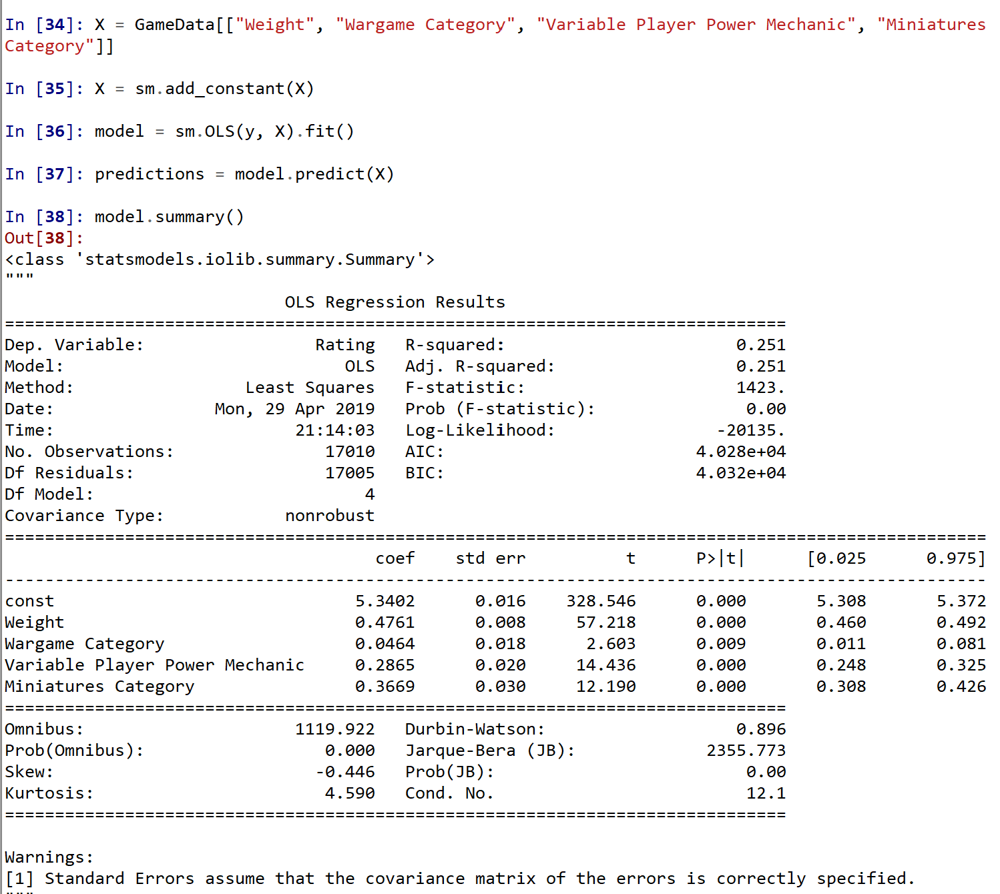 In [34]: X = GameData[["Weight", "Wargame Category", "Variable Player Power Mechanic", "Miniatures
Category"]]
In [35]: X = sm.add_constant(X)
In [36]: model = sm.OLS(y, X).fit()
In [37]: predictions = model.predict(X)
In [38]: model.summary()
Out[38]:
<class 'statsmodels.iolib.summary.Summary'>
"""
OLS Regression Results
==============================================================================
Dep. Variable: Rating R-squared: 0.251
Model: OLS Adj. R-squared: 0.251
Method: Least Squares F-statistic: 1423.
Date: Mon, 29 Apr 2019 Prob (F-statistic): 0.00
Time: 21:14:03 Log-Likelihood: -20135.
No. Observations: 17010 AIC: 4.028e+04
Df Residuals: 17005 BIC: 4.032e+04
Df Model: 4
Covariance Type: nonrobust
==================================================================================================
coef std err t P>|t| [0.025 0.975]
--------------------------------------------------------------------------------------------------
const 5.3402 0.016 328.546 0.000 5.308 5.372
Weight 0.4761 0.008 57.218 0.000 0.460 0.492
Wargame Category 0.0464 0.018 2.603 0.009 0.011 0.081
Variable Player Power Mechanic 0.2865 0.020 14.436 0.000 0.248 0.325
Miniatures Category 0.3669 0.030 12.190 0.000 0.308 0.426
==============================================================================
Omnibus: 1119.922 Durbin-Watson: 0.896
Prob(Omnibus): 0.000 Jarque-Bera (JB): 2355.773
Skew: -0.446 Prob(JB): 0.00
Kurtosis: 4.590 Cond. No. 12.1
==============================================================================
Warnings:
[1] Standard Errors assume that the covariance matrix of the errors is correctly specified.
"""